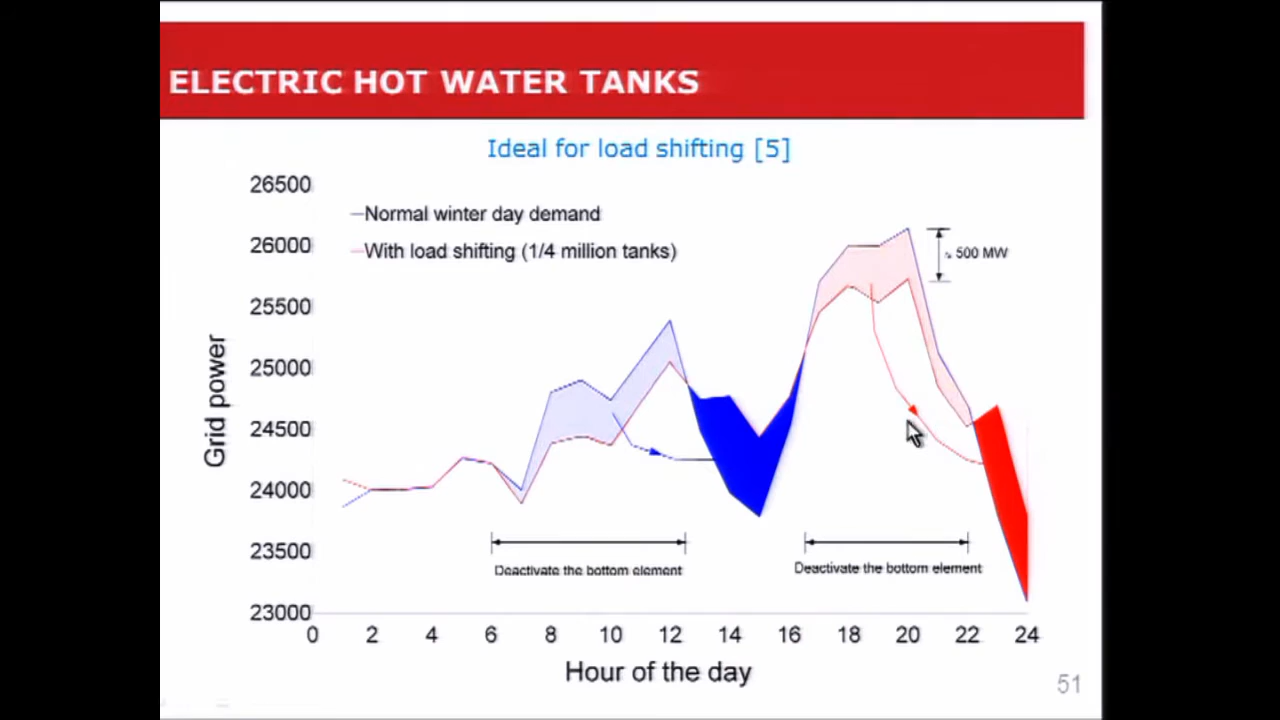 ELECTRIC HOT WATER TANKS
Ideal for load shifting [5]
26500
26000
25500
25000
24500
24000
23500
23000
Grid power
Normal winter day demand
With load shifting (1/4 million tanks)
500 MW
Deactivate the bottom element
Deactivate the bottom element
0 2 4 6 8 10 12 14 16 18 20 22 24
Hour of the day
51